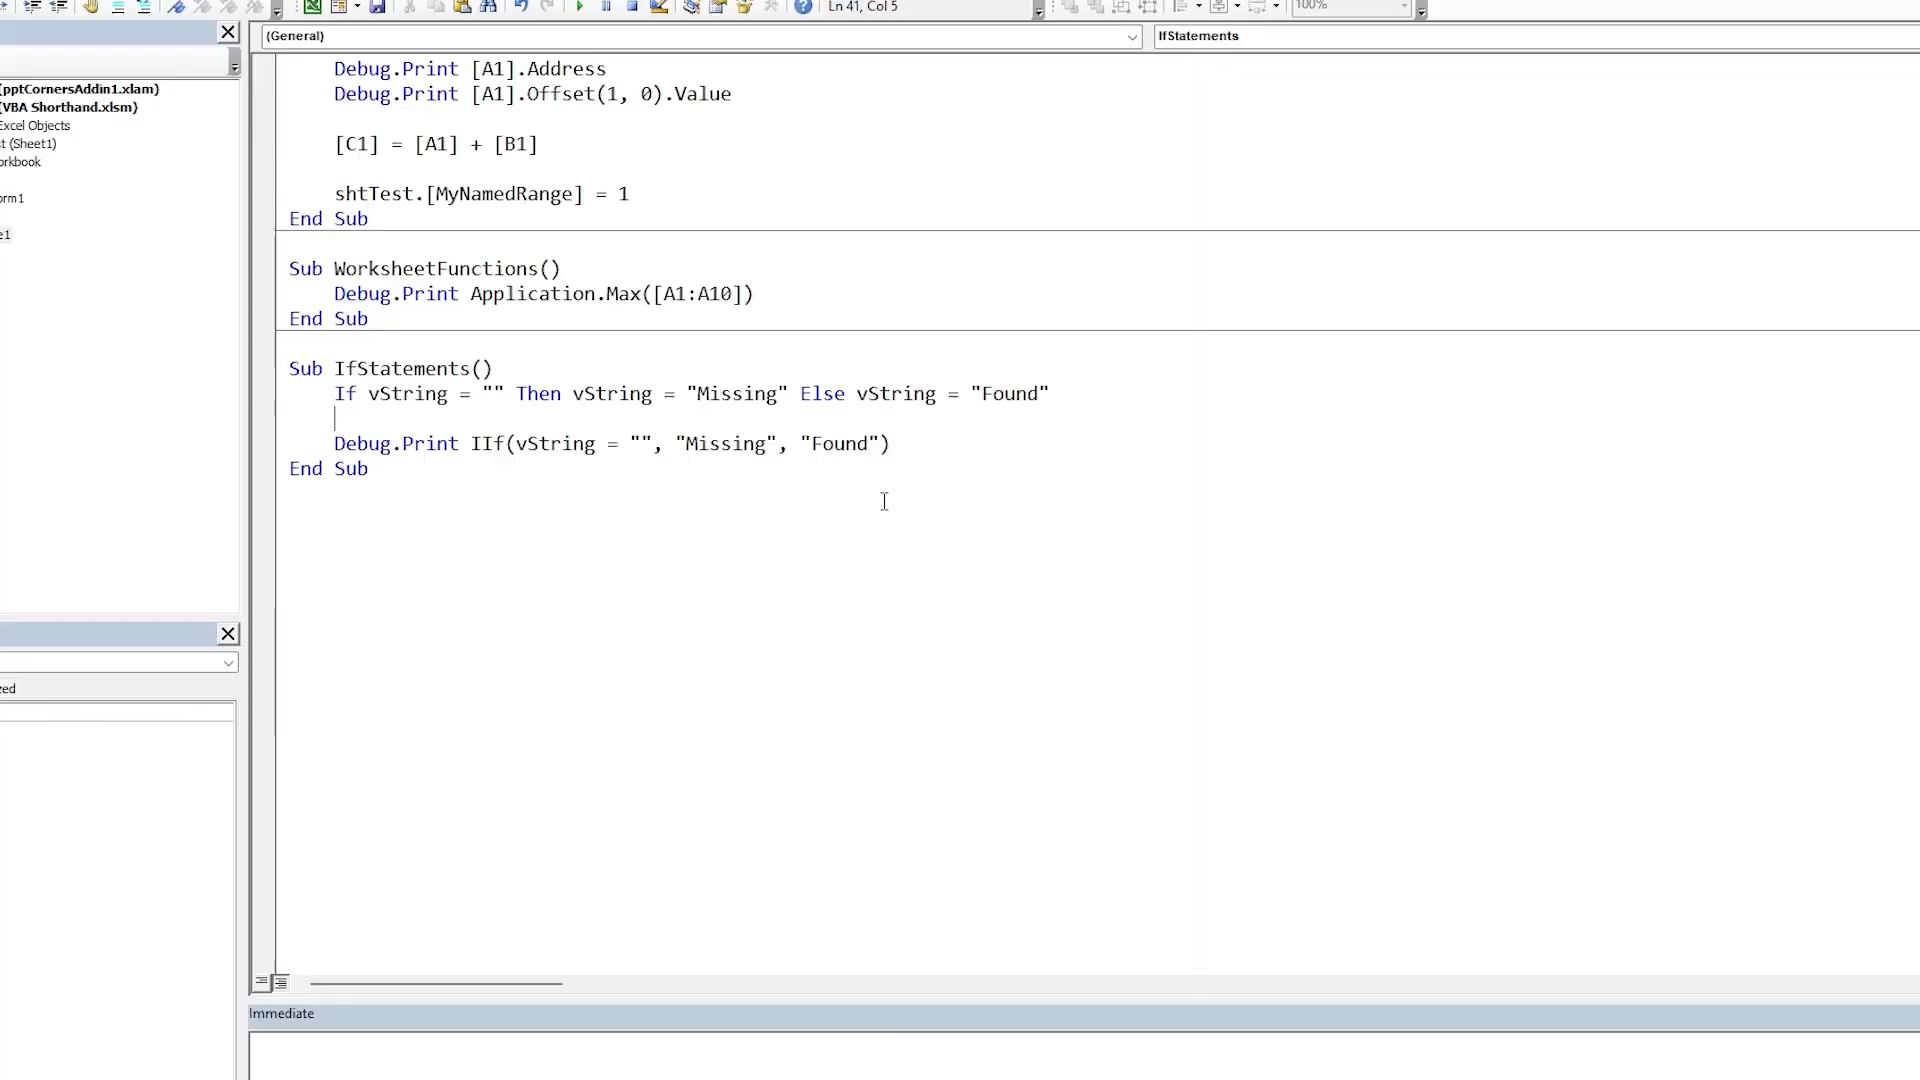 Ln 41, Col 5
100%
(General)
IfStatements
(pptCornersAddin1.xlam)
(VBA Shorthand.xlsm)
Excel Objects
t (Sheet1)
orkbook
orm1
e1
zed
    Debug.Print [A1].Address
    Debug.Print [A1].Offset(1, 0).Value
    [C1] = [A1] + [B1]
    shtTest.[MyNamedRange] = 1
End Sub
Sub WorksheetFunctions()
    Debug.Print Application.Max([A1:A10])
End Sub
Sub IfStatements()
    If vString = "" Then vString = "Missing" Else vString = "Found"
    Debug.Print IIf(vString = "", "Missing", "Found")
End Sub
Immediate